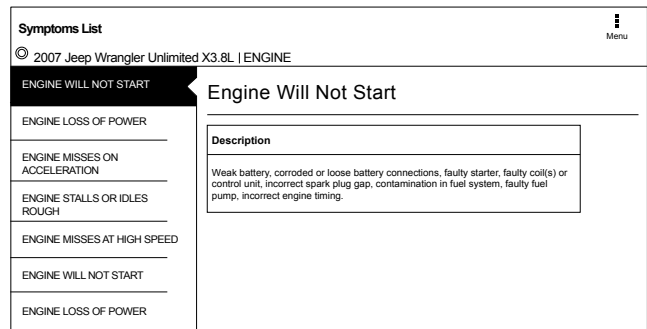 Symptoms List
Menu
2007 Jeep Wrangler Unlimited X3.8L | ENGINE
ENGINE WILL NOT START
ENGINE LOSS OF POWER
ENGINE MISSES ON
ACCELERATION
ENGINE STALLS OR IDLES
ROUGH
ENGINE MISSES AT HIGH SPEED
ENGINE WILL NOT START
ENGINE LOSS OF POWER
Engine Will Not Start
Description
Weak battery, corroded or loose battery connections, faulty starter, faulty coil(s) or
control unit, incorrect spark plug gap, contamination in fuel system, faulty fuel
pump, incorrect engine timing.